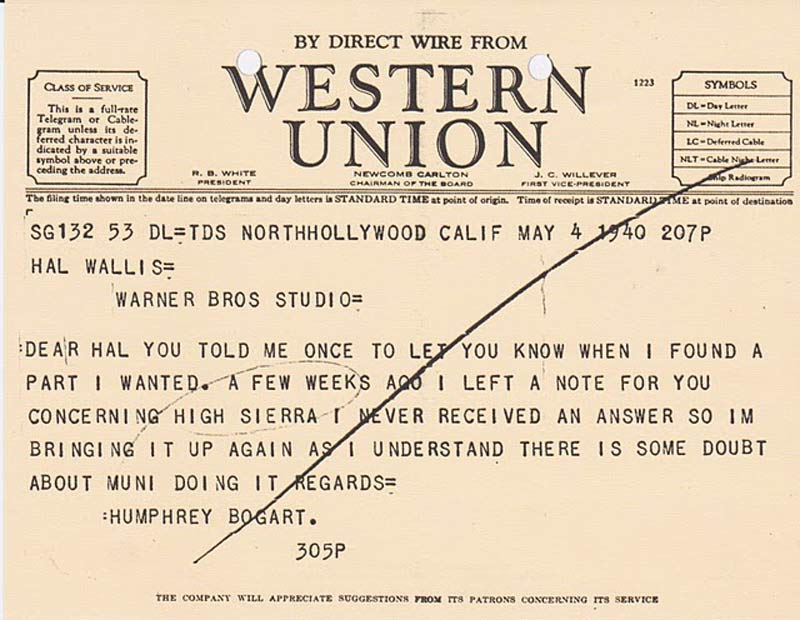 BY DIRECT WIRE FROM
WESTERN
UNION
1223
CLASS OF SERVICE
This is a full-rate
Telegram or Cable-
gram unless its de-
ferred character is in-
dicated by a suitable
symbol above or pre-
ceding the address.
R. B. WHITE
PRESIDENT
NEWCOMB CARLTON
CHAIRMAN OF THE BOARD
J. C. WILLEVER
FIRST VICE-PRESIDENT
SYMBOLS
DL=Day Letter
NL=Night Letter
LC=Deferred Cable
NLT=Cable Night Letter
Ship Radiogram
The filing time shown in the date line on telegrams and day letters is STANDARD TIME at point of origin. Time of receipt is STANDARD TIME at point of destination
SG132 53 DL=TDS NORTHHOLLYWOOD CALIF MAY 4 1940 207P
HAL WALLIS=
WARNER BROS STUDIO=
:DEAR HAL YOU TOLD ME ONCE TO LET YOU KNOW WHEN I FOUND A
PART I WANTED. A FEW WEEKS AGO I LEFT A NOTE FOR YOU
CONCERNING HIGH SIERRA I NEVER RECEIVED AN ANSWER SO IM
BRINGING IT UP AGAIN AS I UNDERSTAND THERE IS SOME DOUBT
ABOUT MUNI DOING IT REGARDS=
:HUMPHREY BOGART.
305P
THE COMPANY WILL APPRECIATE SUGGESTIONS FROM ITS PATRONS CONCERNING ITS SERVICE